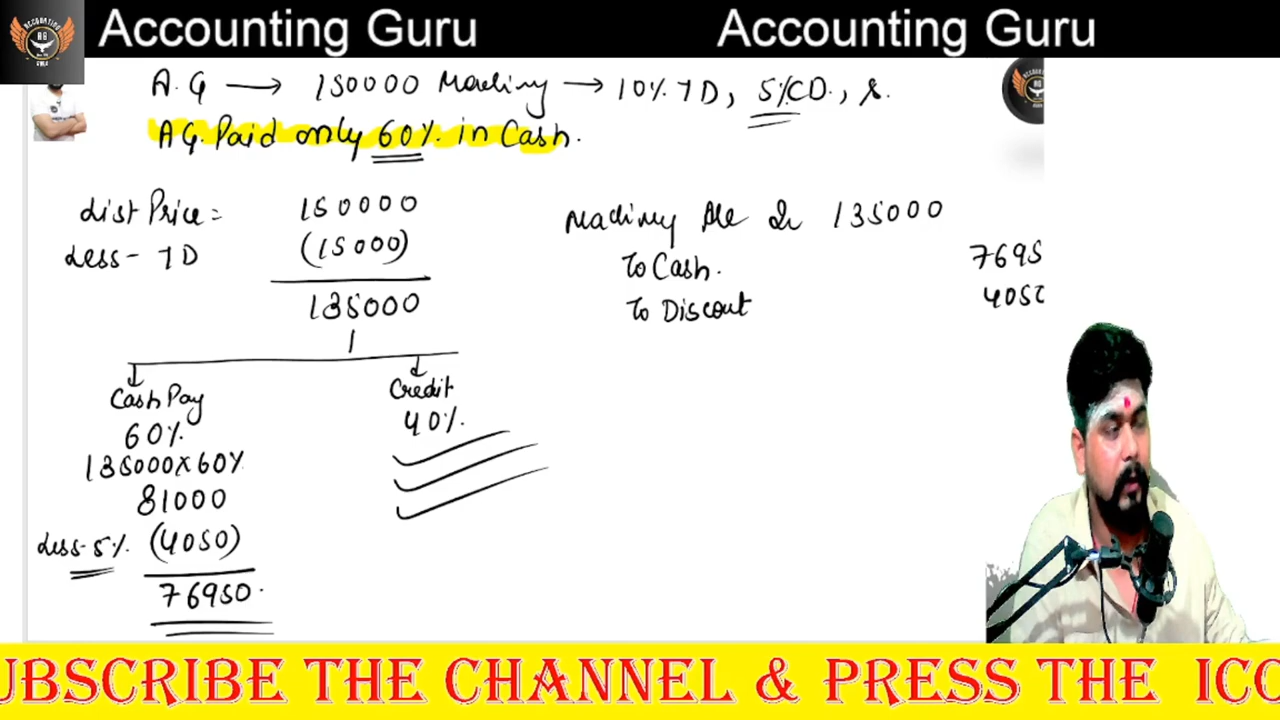 Accounting Guru
Accounting Guru
A.G → 150000 Machinery → 10% TD, 5% CD., &.
AG. Paid only 60% in Cash.
List Price = 150000
Less - TD (15000)
135000
Cash Pay
60%
135000 x 60%
81000
Less - 5% (4050)
76950
Credit
40%.
Machinery A/c Dr 135000
To Cash. 7695
To Discount 405
UBSCRIBE THE CHANNEL & PRESS THE ICO